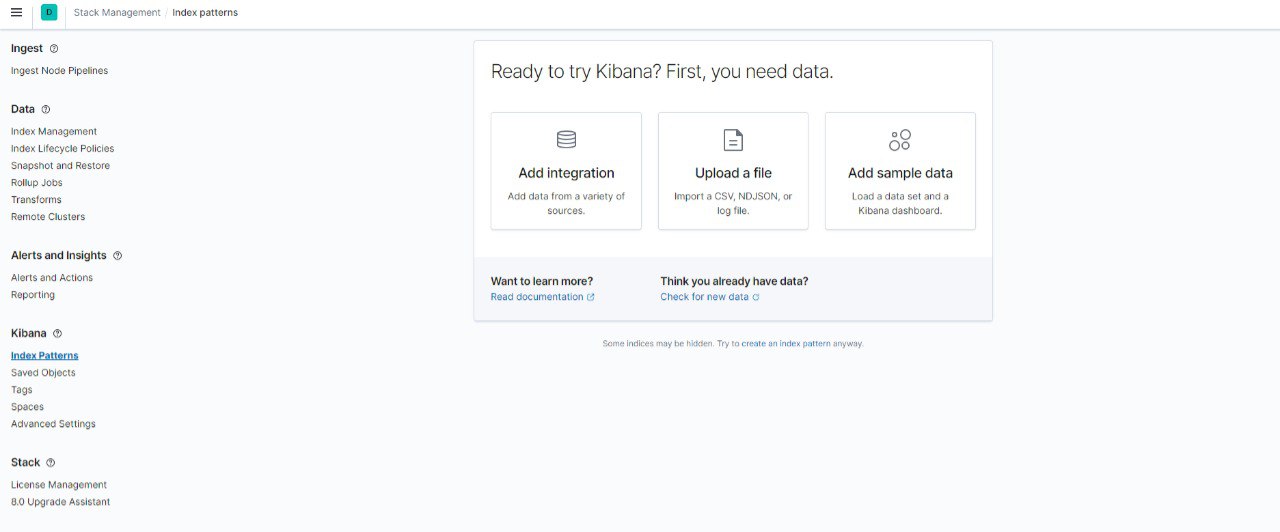 D Stack Management / Index patterns
Ingest
Ingest Node Pipelines
Data
Index Management
Index Lifecycle Policies
Snapshot and Restore
Rollup Jobs
Transforms
Remote Clusters
Alerts and Insights
Alerts and Actions
Reporting
Kibana
Index Patterns
Saved Objects
Tags
Spaces
Advanced Settings
Stack
License Management
8.0 Upgrade Assistant
Ready to try Kibana? First, you need data.
Add integration
Add data from a variety of
sources.
Upload a file
Import a CSV, NDJSON, or
log file.
Add sample data
Load a data set and a
Kibana dashboard.
Want to learn more?
Read documentation
Think you already have data?
Check for new data
Some indices may be hidden. Try to create an index pattern anyway.